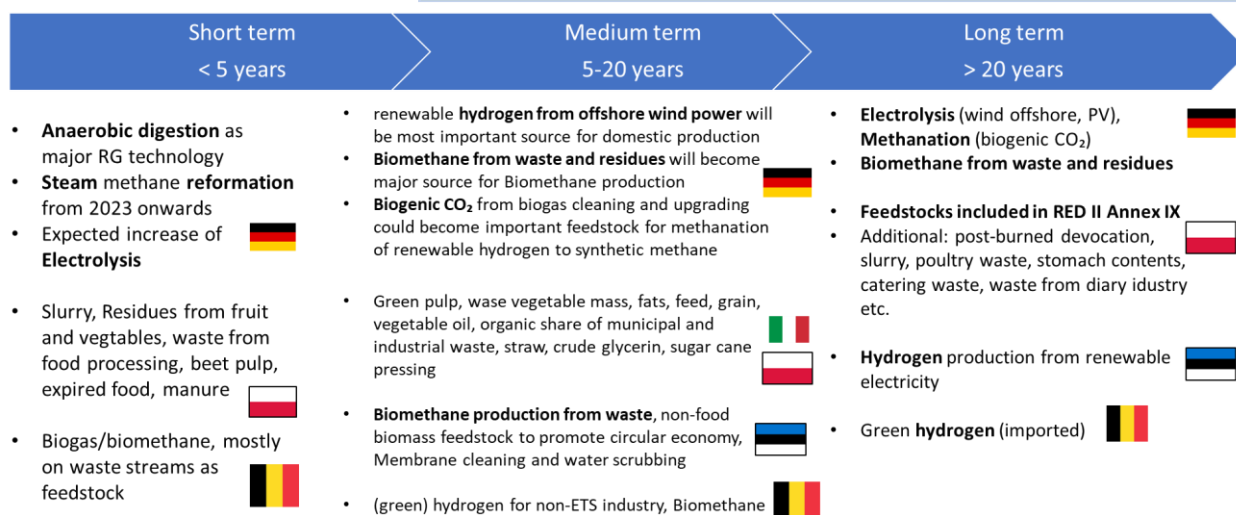 Short term
< 5 years
Medium term
5-20 years
Long term
> 20 years
• Anaerobic digestion as
major RG technology
• Steam methane reformation
from 2023 onwards
• Expected increase of
Electrolysis
• Slurry, Residues from fruit
and vegtables, waste from
food processing, beet pulp,
expired food, manure
• Biogas/biomethane, mostly
on waste streams as
feedstock
• renewable hydrogen from offshore wind power will
be most important source for domestic production
• Biomethane from waste and residues will become
major source for Biomethane production
• Biogenic CO₂ from biogas cleaning and upgrading
could become important feedstock for methanation
of renewable hydrogen to synthetic methane
• Green pulp, wase vegetable mass, fats, feed, grain,
vegetable oil, organic share of municipal and
industrial waste, straw, crude glycerin, sugar cane
pressing
• Biomethane production from waste, non-food
biomass feedstock to promote circular economy,
Membrane cleaning and water scrubbing
• (green) hydrogen for non-ETS industry, Biomethane
• Electrolysis (wind offshore, PV),
Methanation (biogenic CO₂)
• Biomethane from waste and residues
• Feedstocks included in RED II Annex IX
• Additional: post-burned devocation,
slurry, poultry waste, stomach contents,
catering waste, waste from diary idustry
etc.
• Hydrogen production from renewable
electricity
• Green hydrogen (imported)